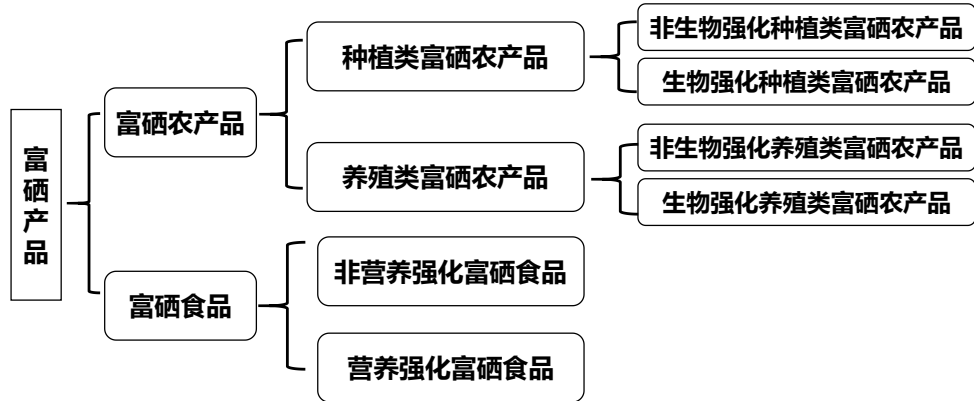 富硒产品
富硒农产品
种植类富硒农产品
非生物强化种植类富硒农产品
生物强化种植类富硒农产品
养殖类富硒农产品
非生物强化养殖类富硒农产品
生物强化养殖类富硒农产品
富硒食品
非营养强化富硒食品
营养强化富硒食品